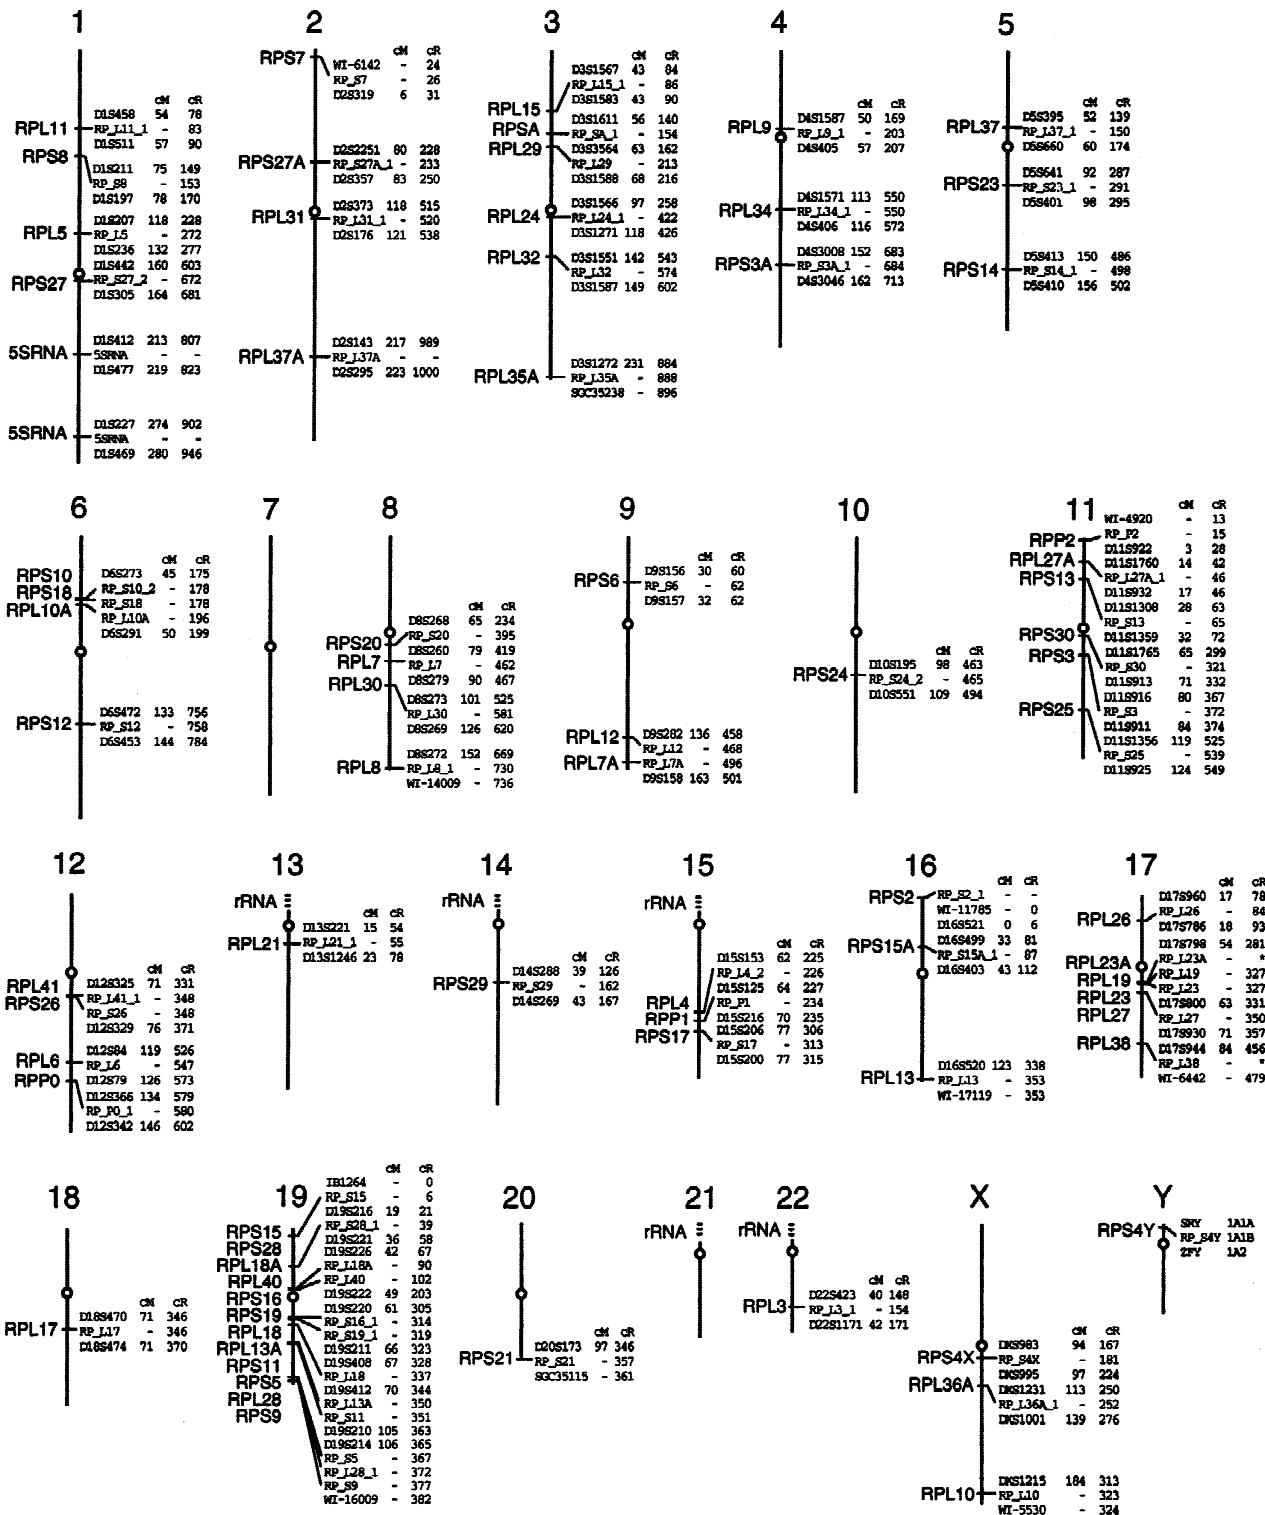 1
cM cR
D1S458 54 78
RPL11 RP_L11_1 - 83
D1S511 57 90
RPS8
D1S211 75 149
RP_S8 - 153
D1S197 78 170
D1S207 118 228
RPL5 RP_L5 - 272
D1S236 132 277
D1S442 160 603
RPS27 RP_S27_2 - 672
D1S305 164 681
D1S412 213 807
5SRNA 5SRNA - -
D1S477 219 823
D1S227 274 902
5SRNA 5SRNA - -
D1S469 280 946
2
cM cR
RPS7
WI-6142 - 24
RP_S7 - 26
D2S319 6 31
D2S2251 80 228
RPS27A RP_S27A_1 - 233
D2S357 83 250
D2S373 118 515
RPL31 RP_L31_1 - 520
D2S176 121 538
D2S143 217 989
RPL37A RP_L37A - -
D2S295 223 1000
3
cM cR
D3S1567 43 84
RP_L15_1 - 86
D3S1583 43 90
RPL15
D3S1611 56 140
RPSA RP_SA_1 - 154
RPL29 D3S3564 63 162
RP_L29 - 213
D3S1588 68 216
D3S1566 97 258
RPL24 RP_L24_1 - 422
D3S1271 118 426
RPL32 D3S1551 142 543
RP_L32 - 574
D3S1587 149 602
D3S1272 231 884
RPL35A RP_L35A - 888
SGC35238 - 896
4
cM cR
D4S1587 50 169
RPL9 RP_L9_1 - 203
D4S405 57 207
D4S1571 113 550
RPL34 RP_L34_1 - 550
D4S406 116 572
D4S3008 152 683
RPS3A RP_S3A_1 - 684
D4S3046 162 713
5
cM cR
D5S395 52 139
RPL37 RP_L37_1 - 150
D5S660 60 174
D5S641 92 287
RPS23 RP_S23_1 - 291
D5S401 98 295
D5S413 150 486
RPS14 RP_S14_1 - 498
D5S410 156 502
6
cM cR
RPS10 D6S273 45 175
RPS18 RP_S10_2 - 178
RPL10A RP_S18 - 178
RP_L10A - 196
D6S291 50 199
D6S472 133 756
RPS12 RP_S12 - 758
D6S453 144 784
7
8
cM cR
D8S268 65 234
RPS20 RP_S20 - 395
D8S260 79 419
RPL7 RP_L7 - 462
D8S279 90 467
RPL30 D8S273 101 525
RP_L30 - 581
D8S269 126 620
D8S272 152 669
RPL8 RP_L8_1 - 730
WI-14009 - 736
9
cM cR
D9S156 30 60
RPS6 RP_S6 - 62
D9S157 32 62
RPL12 D9S282 136 458
RP_L12 - 468
RPL7A RP_L7A - 496
D9S158 163 501
10
cM cR
D10S195 98 463
RPS24 RP_S24_2 - 465
D10S551 109 494
11
cM cR
WI-4920 - 13
RPP2 RP_P2 - 15
D11S922 3 28
RPL27A D11S1760 14 42
RPS13 RP_L27A_1 - 46
D11S932 17 46
D11S1308 28 63
RP_S13 - 65
RPS30 D11S1359 32 72
RPS3 D11S1765 65 299
RP_S30 - 321
D11S913 71 332
D11S916 80 367
RPS25 RP_S3 - 372
D11S911 84 374
D11S1356 119 525
RP_S25 - 539
D11S925 124 549
12
cM cR
RPL41 D12S325 71 331
RPS26 RP_L41_1 - 348
RP_S26 - 348
D12S329 76 371
D12S84 119 526
RPL6 RP_L6 - 547
RPP0 D12S79 126 573
D12S366 134 579
RP_P0_1 - 580
D12S342 146 602
13
rRNA
cM cR
D13S221 15 54
RPL21 RP_L21_1 - 55
D13S1246 23 78
14
rRNA
cM cR
D14S288 39 126
RPS29 RP_S29 - 162
D14S269 43 167
15
rRNA
cM cR
D15S153 62 225
RP_L4_2 - 226
D15S125 64 227
RPL4 RP_P1 - 234
RPP1 D15S216 70 235
RPS17 D15S206 77 306
RP_S17 - 313
D15S200 77 315
16
cM cR
RPS2 RP_S2_1 - -
WI-11785 - 0
D16S521 0 6
RPS15A D16S499 33 81
RP_S15A_1 - 87
D16S403 43 112
D16S520 123 338
RPL13 RP_L13 - 353
WI-17119 - 353
17
cM cR
D17S960 17 78
RPL26 RP_L26 - 84
D17S786 18 93
D17S798 54 281
RPL23A RP_L23A - *
RPL19 RP_L19 - 327
RPL23 RP_L23 - 327
D17S800 63 331
RPL27 RP_L27 - 350
D17S930 71 357
RPL38 D17S944 84 456
RP_L38 - *
WI-6442 - 479
18
cM cR
D18S470 71 346
RPL17 RP_L17 - 346
D18S474 71 370
19
cM cR
IB1264 - 0
RP_S15 - 6
D19S216 19 21
RPS15 RP_S28_1 - 39
RPS28 D19S221 36 58
D19S226 42 67
RPL18A RP_L18A - 90
RPL40 RP_L40 - 102
RPS16 D19S222 49 203
RPS19 D19S220 61 305
RP_S16_1 - 314
RPL18 RP_S19_1 - 319
RPL13A D19S211 66 323
RPS11 D19S408 67 328
RP_L18 - 337
RPS5 D19S412 70 344
RPL28 RP_L13A - 350
RPS9 RP_S11 - 351
D19S210 105 363
D19S214 106 365
RP_S5 - 367
RP_L28_1 - 372
RP_S9 - 377
WI-16009 - 382
20
cM cR
D20S173 97 346
RPS21 RP_S21 - 357
SGC35115 - 361
21
rRNA
22
rRNA
cM cR
D22S423 40 148
RPL3 RP_L3_1 - 154
D22S1171 42 171
X
cM cR
DXS983 94 167
RPS4X RP_S4X - 181
DXS995 97 224
RPL36A DXS1231 113 250
RP_L36A_1 - 252
DXS1001 139 276
DXS1215 184 313
RPL10 RP_L10 - 323
WI-5530 - 324
Y
RPS4Y SRY 1A1A
RP_S4Y 1A1B
ZFY 1A2